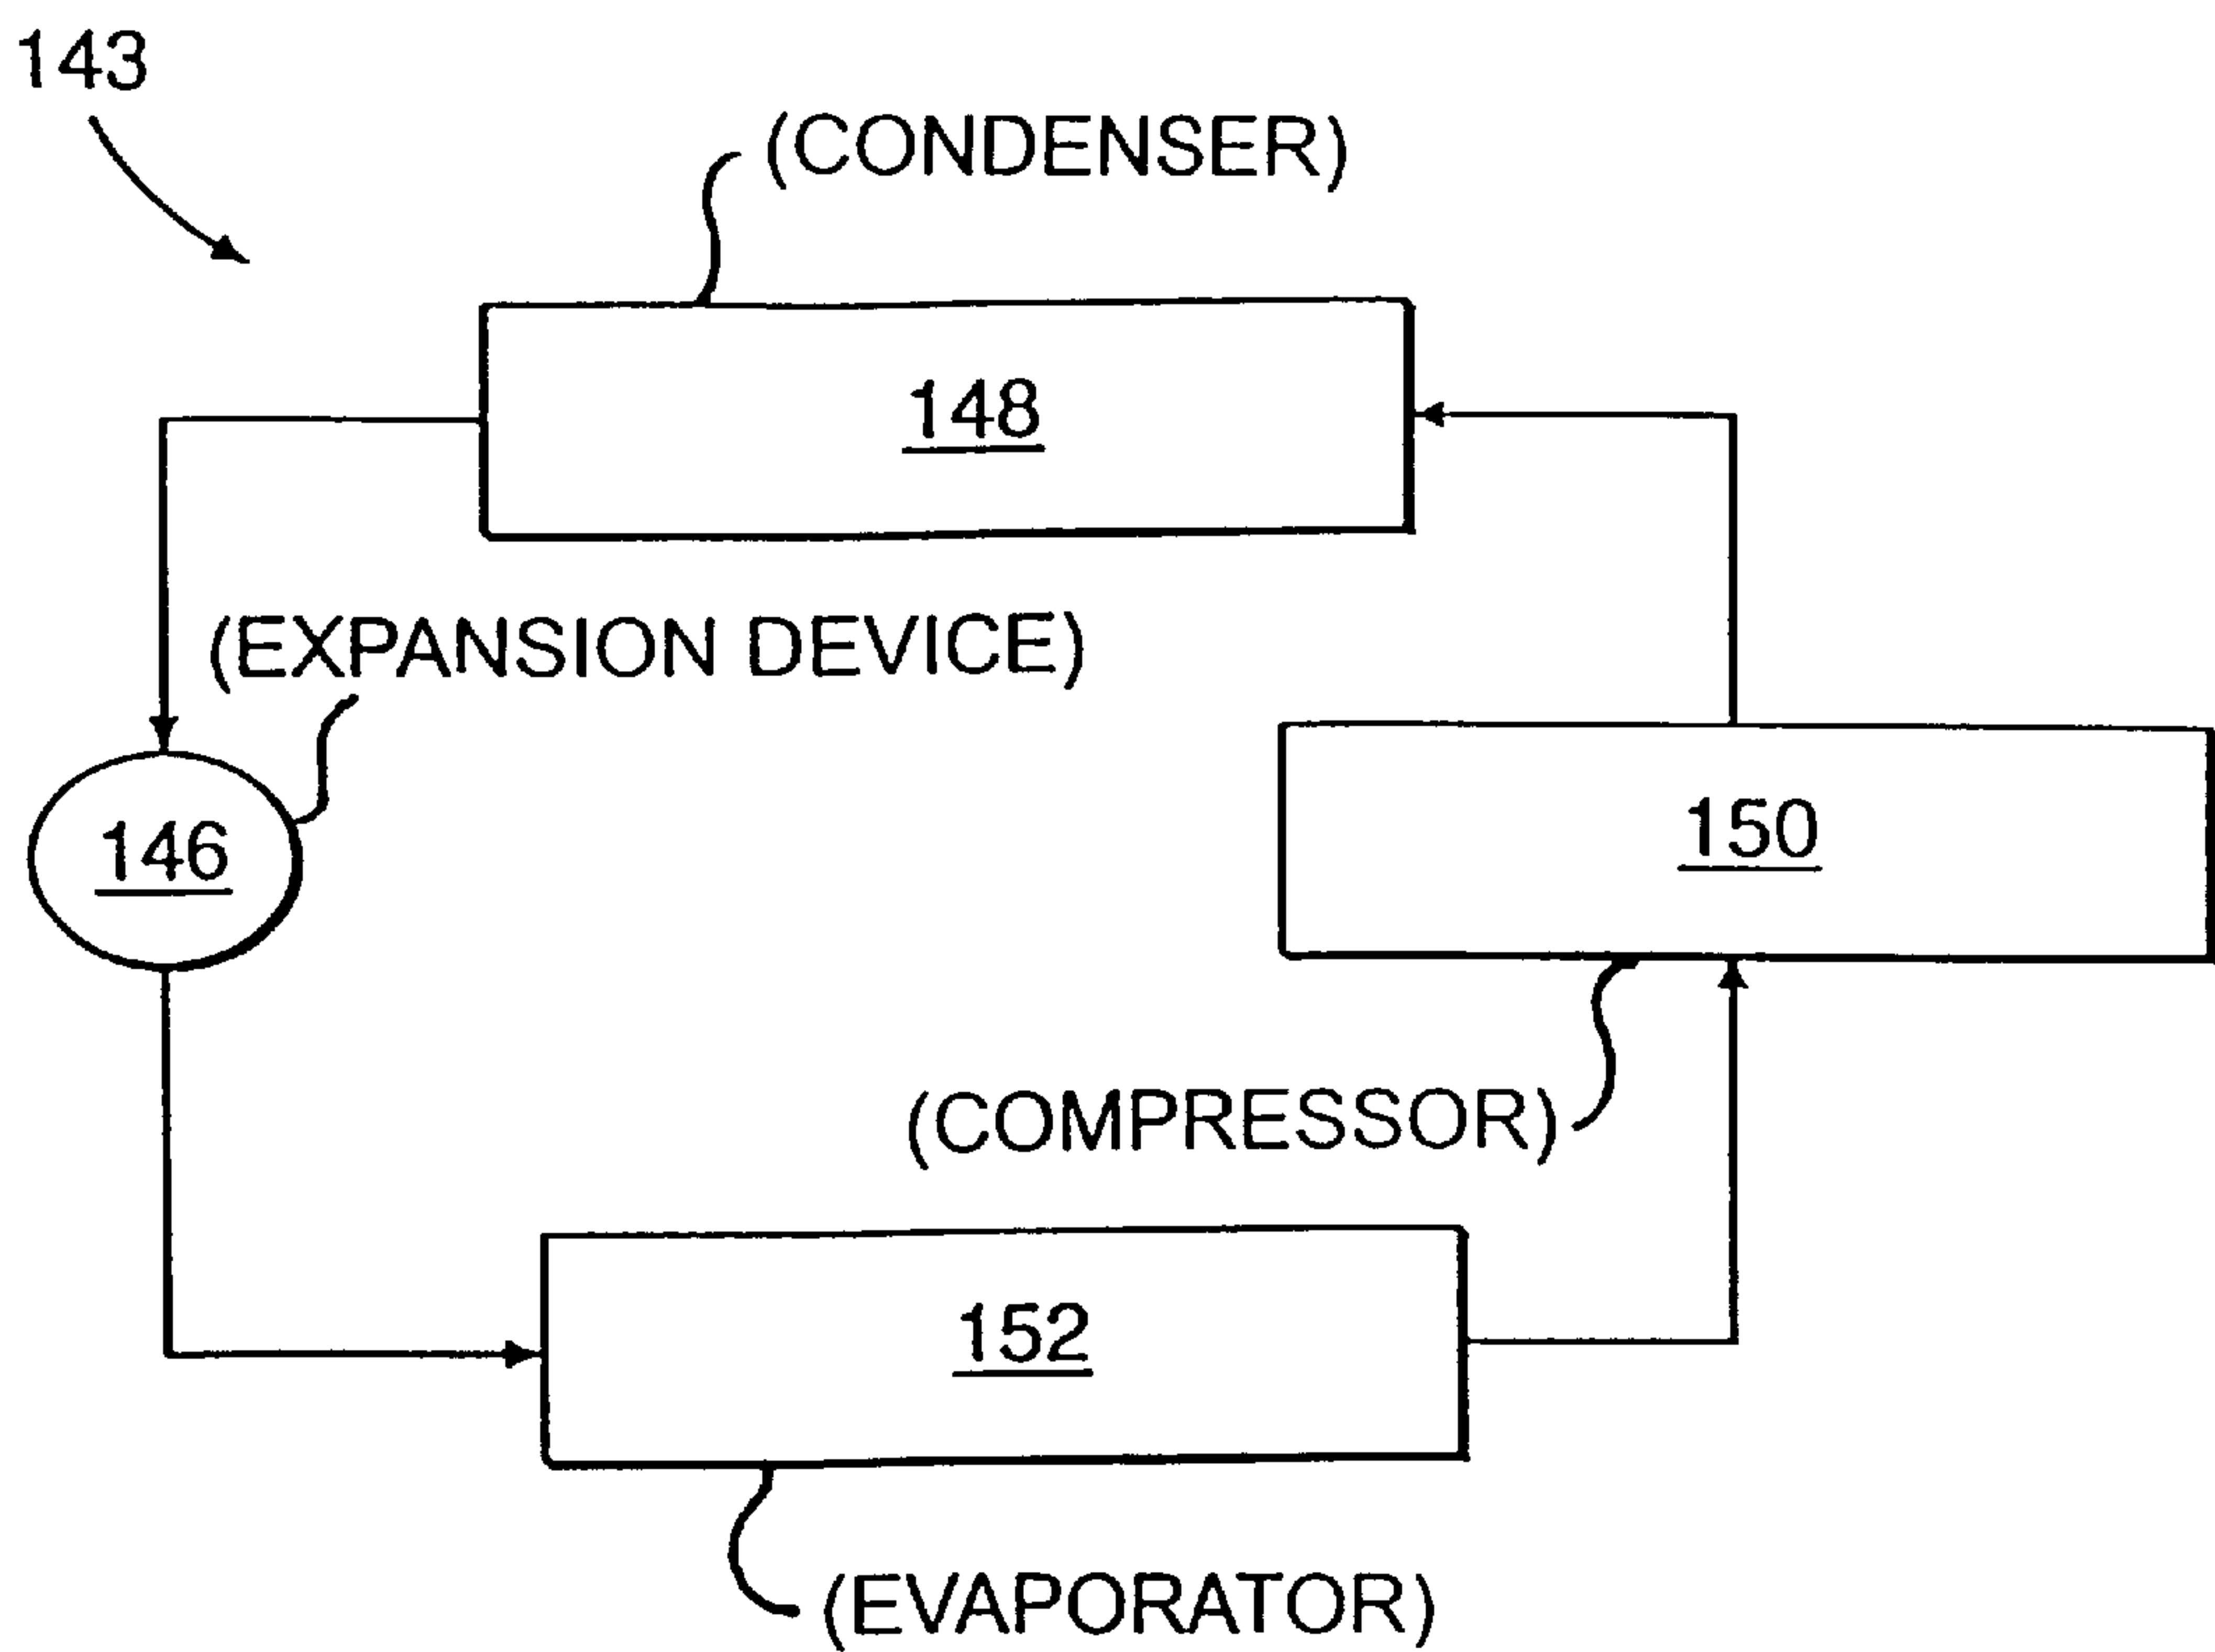 143
(CONDENSER)
148
(EXPANSION DEVICE)
146
150
(COMPRESSOR)
152
(EVAPORATOR)